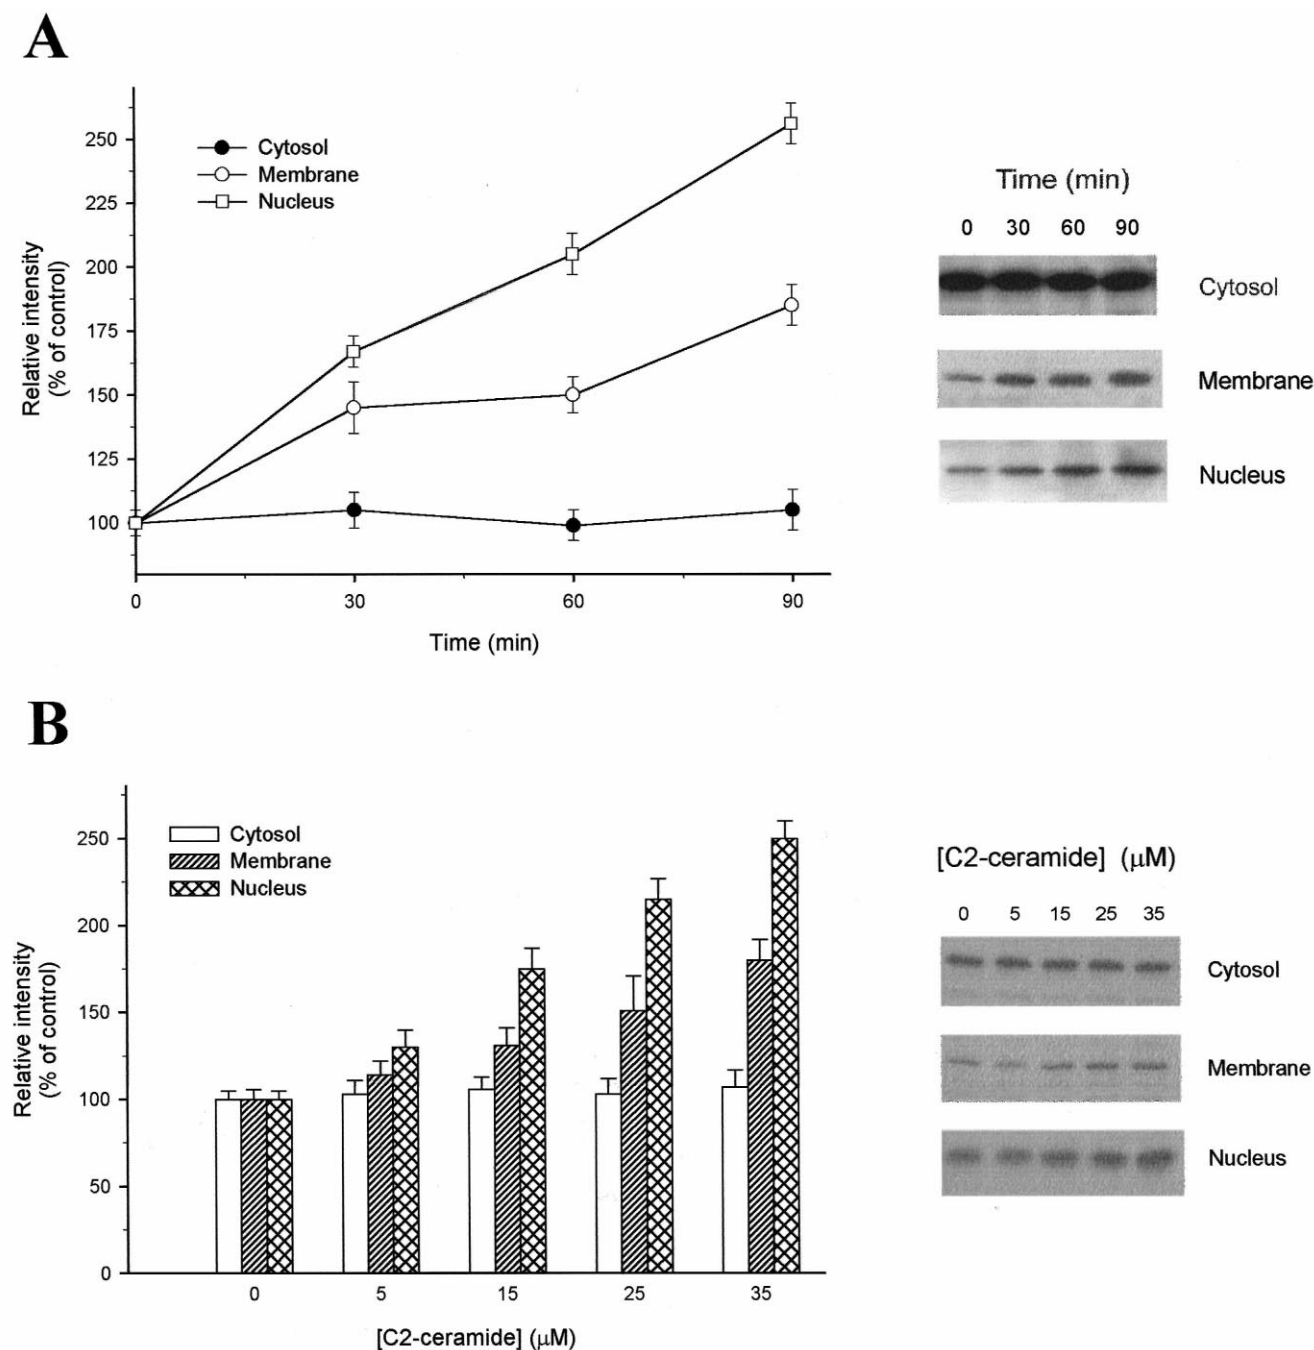 A
Relative intensity
(% of control)
250
225
200
175
150
125
100
Cytosol
Membrane
Nucleus
0
30
60
90
Time (min)
Time (min)
0 30 60 90
Cytosol
Membrane
Nucleus
B
Relative intensity
(% of control)
250
200
150
100
50
0
Cytosol
Membrane
Nucleus
0
5
15
25
35
[C2-ceramide] (μM)
[C2-ceramide] (μM)
0 5 15 25 35
Cytosol
Membrane
Nucleus